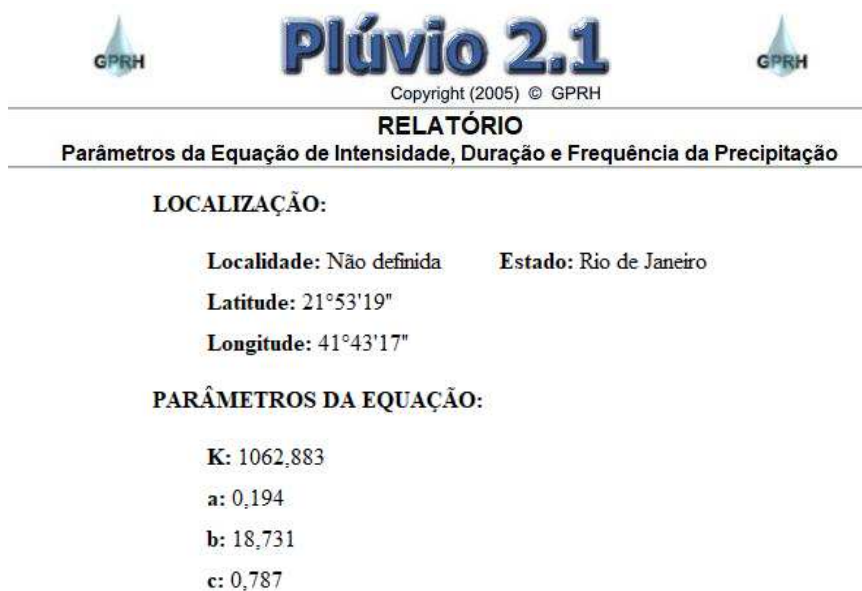 GPRH
Plúvio 2.1
GPRH
Copyright (2005) © GPRH
RELATÓRIO
Parâmetros da Equação de Intensidade, Duração e Frequência da Precipitação
LOCALIZAÇÃO:
Localidade: Não definida Estado: Rio de Janeiro
Latitude: 21°53'19"
Longitude: 41°43'17"
PARÂMETROS DA EQUAÇÃO:
K: 1062,883
a: 0,194
b: 18,731
c: 0,787